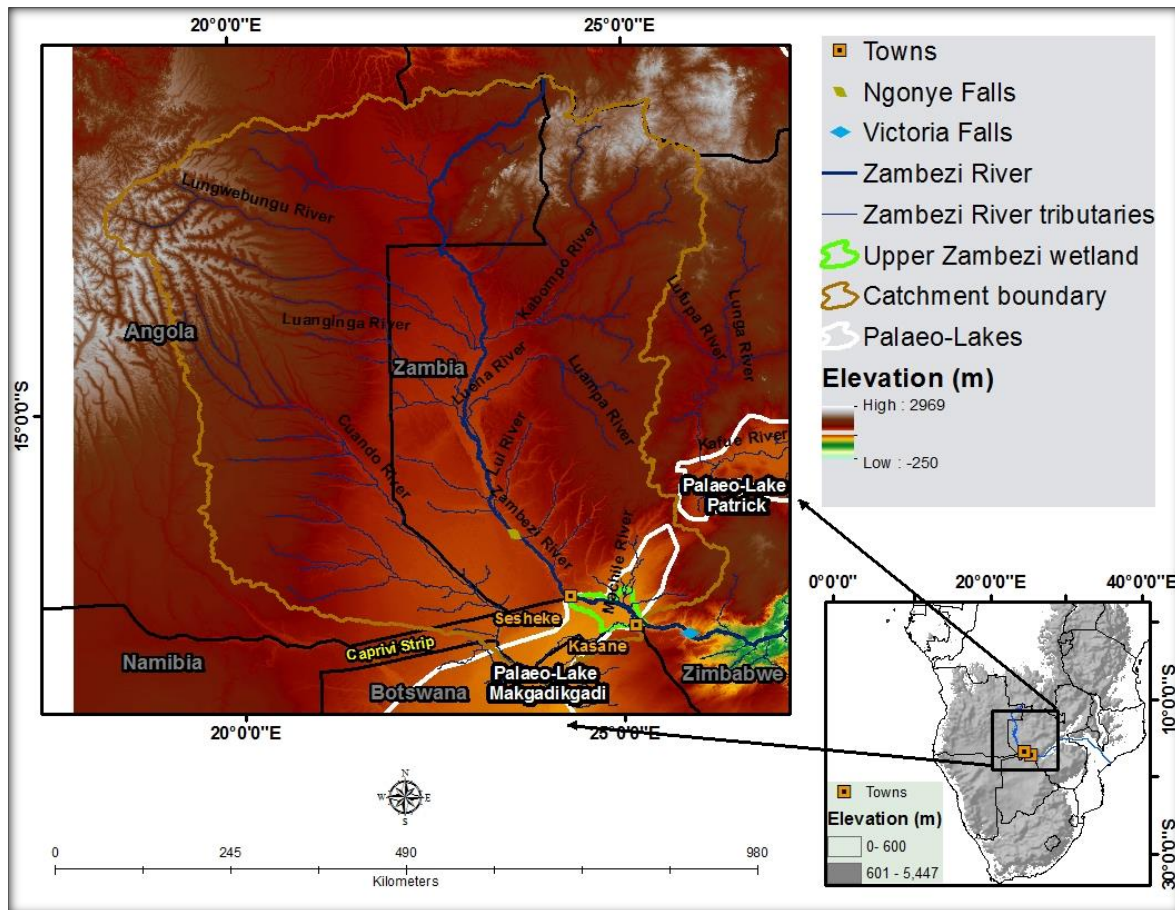 20°0'0"E
25°0'0"E
15°0'0"S
Lungwebungu River
Angola
Luanginga River
Zambia
Kabompo River
Luena River
Lufupa River
Lunga River
Luampa River
Lui River
Cuando River
Zambezi River
Kafue River
Palaeo-Lake
Patrick
Machile River
Sesheke
Caprivi Strip
Kasane
Namibia
Botswana
Palaeo-Lake
Makgadikgadi
Zimbabwe
20°0'0"E
25°0'0"E
Towns
Ngonye Falls
Victoria Falls
Zambezi River
Zambezi River tributaries
Upper Zambezi wetland
Catchment boundary
Palaeo-Lakes
Elevation (m)
High : 2969
Low : -250
N
W E
S
0 245 490 980
Kilometers
0°0'0"
20°0'0"E
40°0'0"E
10°0'0"S
30°0'0"S
Towns
Elevation (m)
0- 600
601 - 5,447